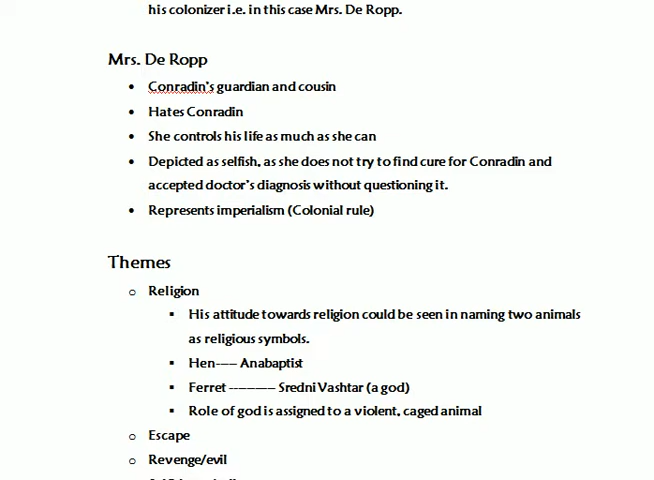 his colonizer i.e. in this case Mrs. De Ropp.
Mrs. De Ropp
• Conradin's guardian and cousin
• Hates Conradin
• She controls his life as much as she can
• Depicted as selfish, as she does not try to find cure for Conradin and
accepted doctor's diagnosis without questioning it.
• Represents imperialism (Colonial rule)
Themes
o Religion
▪ His attitude towards religion could be seen in naming two animals
as religious symbols.
▪ Hen----- Anabaptist
▪ Ferret ----------- Sredni Vashtar (a god)
▪ Role of god is assigned to a violent, caged animal
o Escape
o Revenge/evil